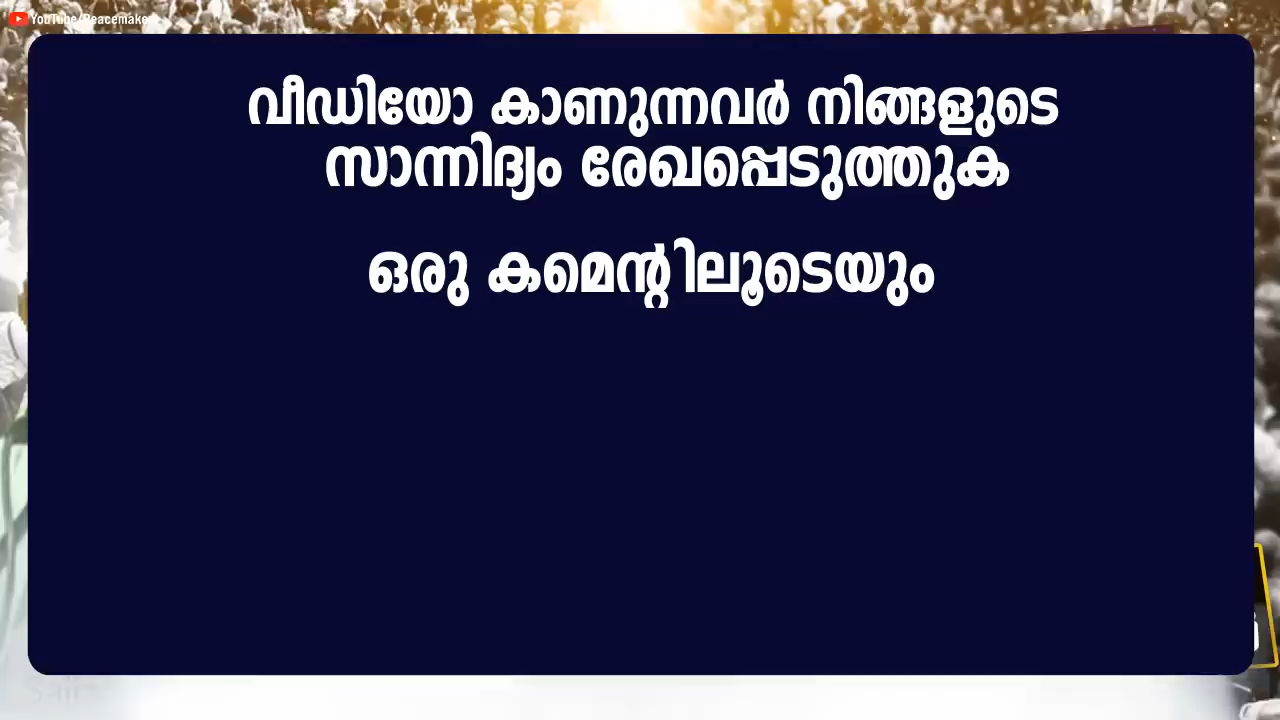 YouTube/Peacemaker
വീഡിയോ കാണുന്നവർ നിങ്ങളുടെ
സാന്നിദ്യം രേഖപ്പെടുത്തുക
ഒരു കമെന്റിലൂടെയും